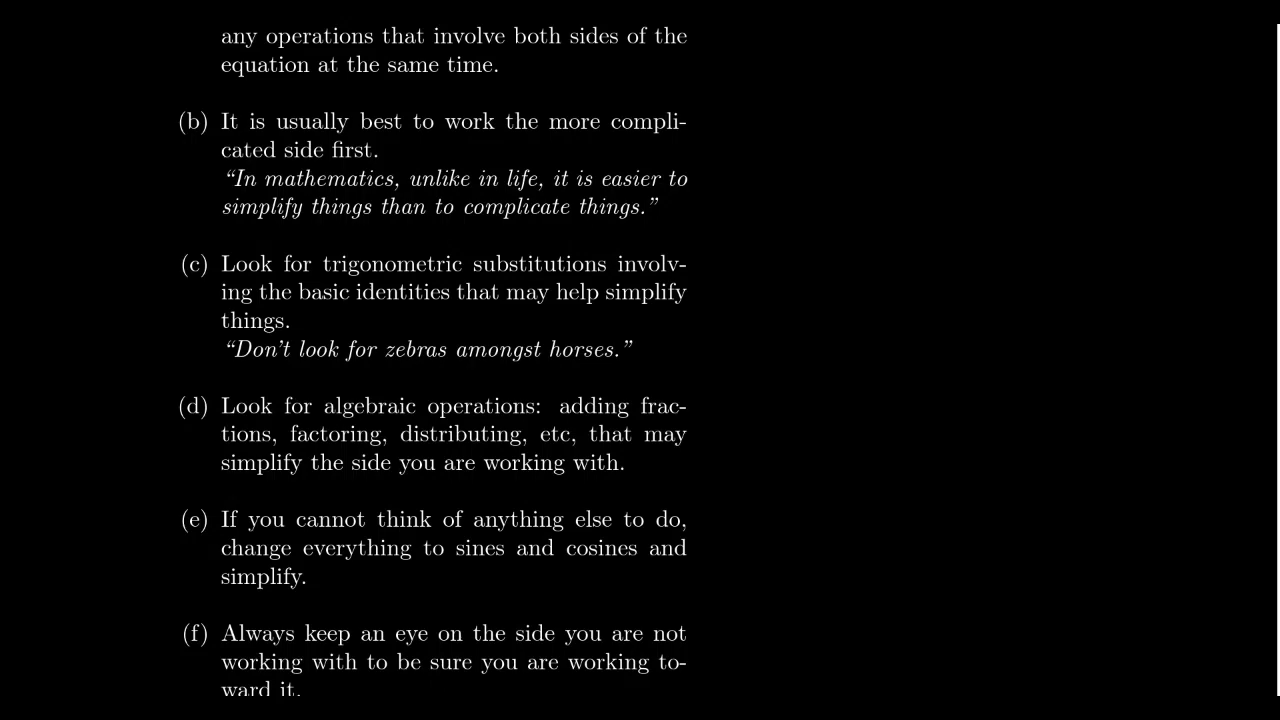 any operations that involve both sides of the
equation at the same time.
(b) It is usually best to work the more compli-
cated side first.
“In mathematics, unlike in life, it is easier to
simplify things than to complicate things.”
(c) Look for trigonometric substitutions involv-
ing the basic identities that may help simplify
things.
“Don’t look for zebras amongst horses.”
(d) Look for algebraic operations: adding frac-
tions, factoring, distributing, etc, that may
simplify the side you are working with.
(e) If you cannot think of anything else to do,
change everything to sines and cosines and
simplify.
(f) Always keep an eye on the side you are not
working with to be sure you are working to-
ward it.